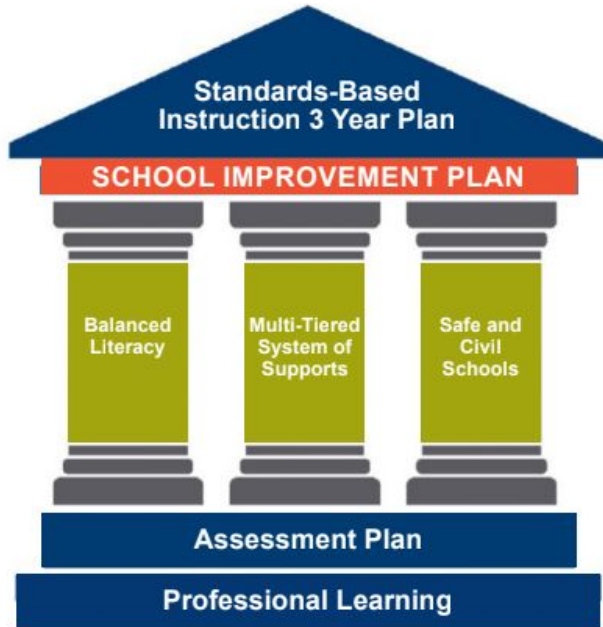 Standards-Based
Instruction 3 Year Plan
SCHOOL IMPROVEMENT PLAN
Balanced
Literacy
Multi-Tiered
System of
Supports
Safe and
Civil
Schools
Assessment Plan
Professional Learning